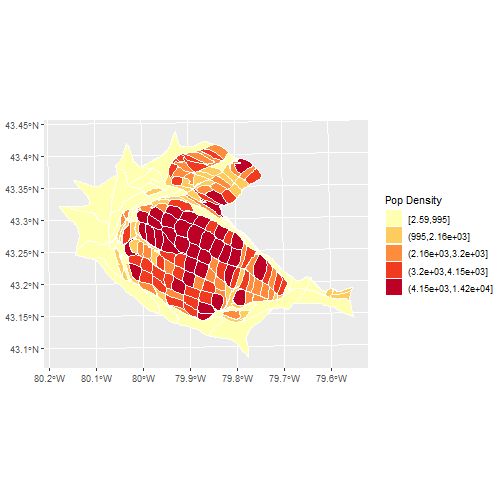 43.45°N
43.4°N
43.35°N
43.3°N
43.25°N
43.2°N
43.15°N
43.1°N
80.2°W 80.1°W 80°W 79.9°W 79.8°W 79.7°W 79.6°W
Pop Density
[2.59,995]
(995,2.16e+03]
(2.16e+03,3.2e+03]
(3.2e+03,4.15e+03]
(4.15e+03,1.42e+04]